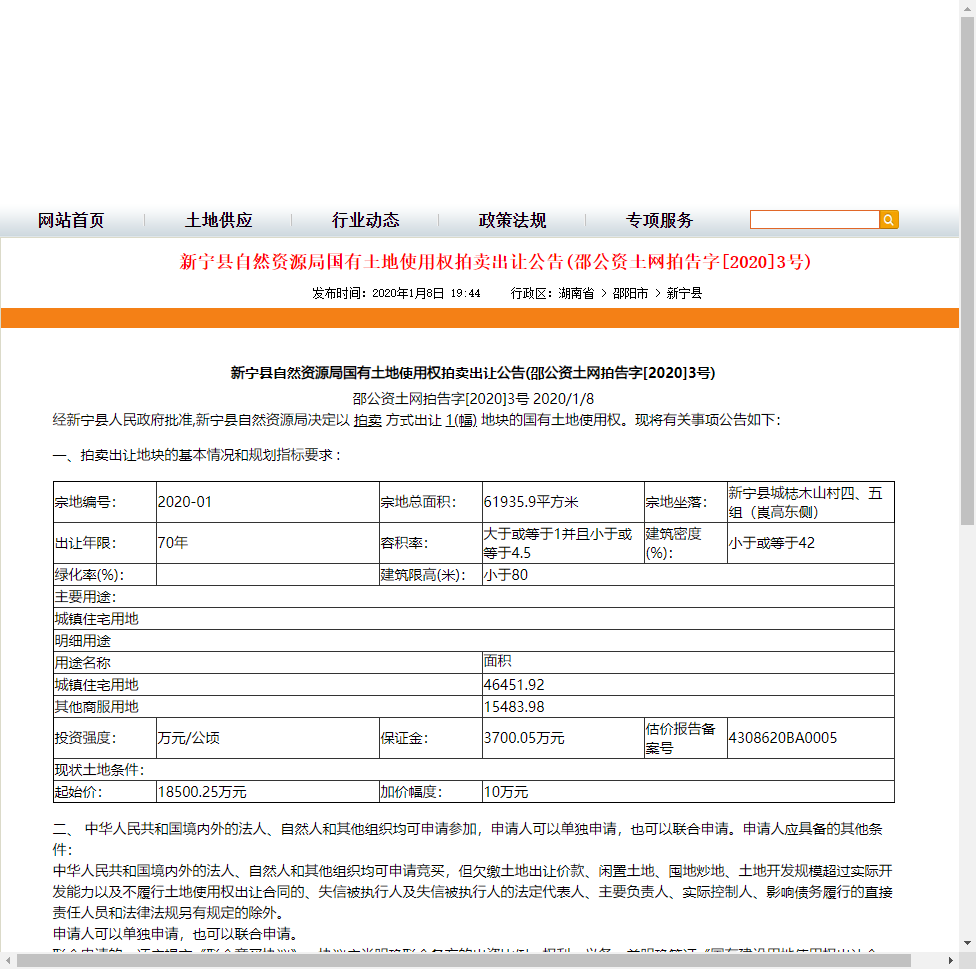 网站首页 土地供应 行业动态 政策法规 专项服务
新宁县自然资源局国有土地使用权拍卖出让公告(邵公资土网拍告字[2020]3号)
发布时间：2020年1月8日 19:44 行政区：湖南省 > 邵阳市 > 新宁县
新宁县自然资源局国有土地使用权拍卖出让公告(邵公资土网拍告字[2020]3号)
邵公资土网拍告字[2020]3号 2020/1/8
经新宁县人民政府批准,新宁县自然资源局决定以 拍卖 方式出让 1(幅) 地块的国有土地使用权。现将有关事项公告如下：
一、拍卖出让地块的基本情况和规划指标要求：
宗地编号： 2020-01 宗地总面积： 61935.9平方米 宗地坐落： 新宁县城梽木山村四、五
组（崀高东侧）
出让年限： 70年 容积率： 大于或等于1并且小于或
等于4.5 建筑密度
(%)： 小于或等于42
绿化率(%)： 建筑限高(米)： 小于80
主要用途：
城镇住宅用地
明细用途
用途名称 面积
城镇住宅用地 46451.92
其他商服用地 15483.98
投资强度： 万元/公顷 保证金： 3700.05万元 估价报告备
案号 4308620BA0005
现状土地条件：
起始价： 18500.25万元 加价幅度： 10万元
二、 中华人民共和国境内外的法人、自然人和其他组织均可申请参加，申请人可以单独申请，也可以联合申请。申请人应具备的其他条
件：
中华人民共和国境内外的法人、自然人和其他组织均可申请竞买，但欠缴土地出让价款、闲置土地、囤地炒地、土地开发规模超过实际开
发能力以及不履行土地使用权出让合同的、失信被执行人及失信被执行人的法定代表人、主要负责人、实际控制人、影响债务履行的直接
责任人员和法律法规另有规定的除外。
申请人可以单独申请，也可以联合申请。